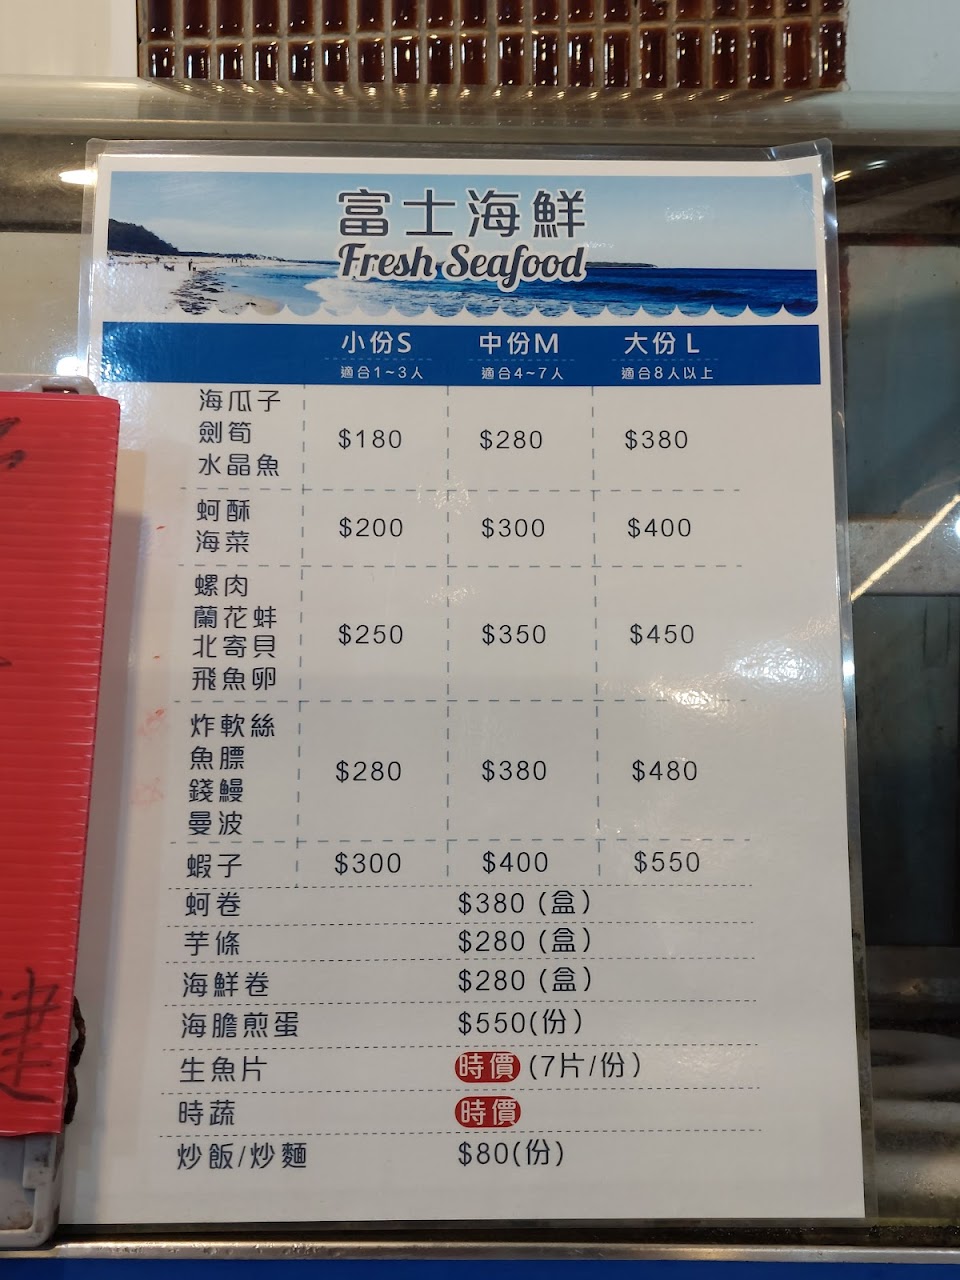 富士海鮮
Fresh Seafood
小份S 中份M 大份L
適合1~3人 適合4~7人 適合8人以上
海瓜子
劍筍
水晶魚
$180 $280 $380
蚵酥
海菜
$200 $300 $400
螺肉
蘭花蚌
北寄貝
飛魚卵
$250 $350 $450
炸軟絲
魚膘
錢鰻
曼波
$280 $380 $480
蝦子 $300 $400 $550
蚵卷 $380 (盒)
芋條 $280 (盒)
海鮮卷 $280 (盒)
海膽煎蛋 $550(份)
生魚片 時價 (7片/份)
時蔬 時價
炒飯/炒麵 $80(份)
健